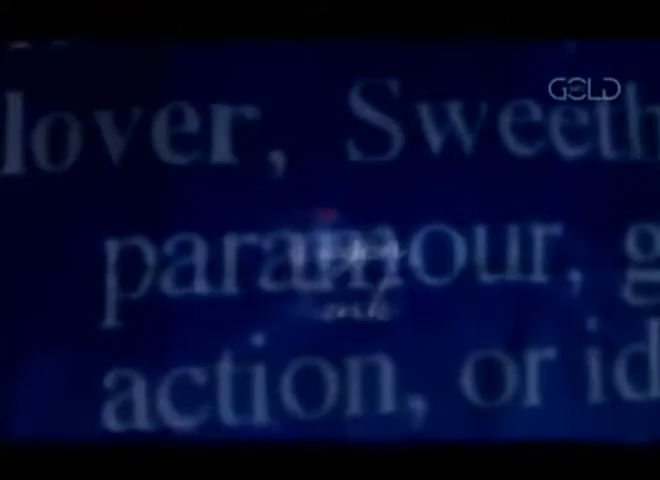 GOLD
lover, Sweeth
paramour, g
action, or id